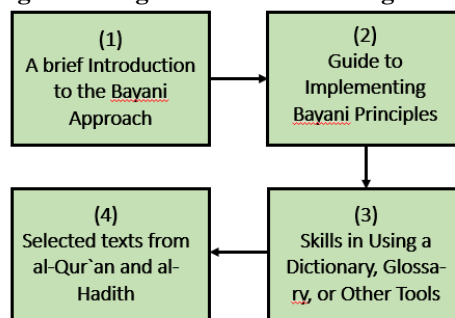 (1)
A brief Introduction
to the Bayani
Approach
(2)
Guide to
Implementing
Bayani Principles
(3)
Skills in Using a
Dictionary, Glossa-
ry, or Other Tools
(4)
Selected texts from
al-Qur`an and al-
Hadith